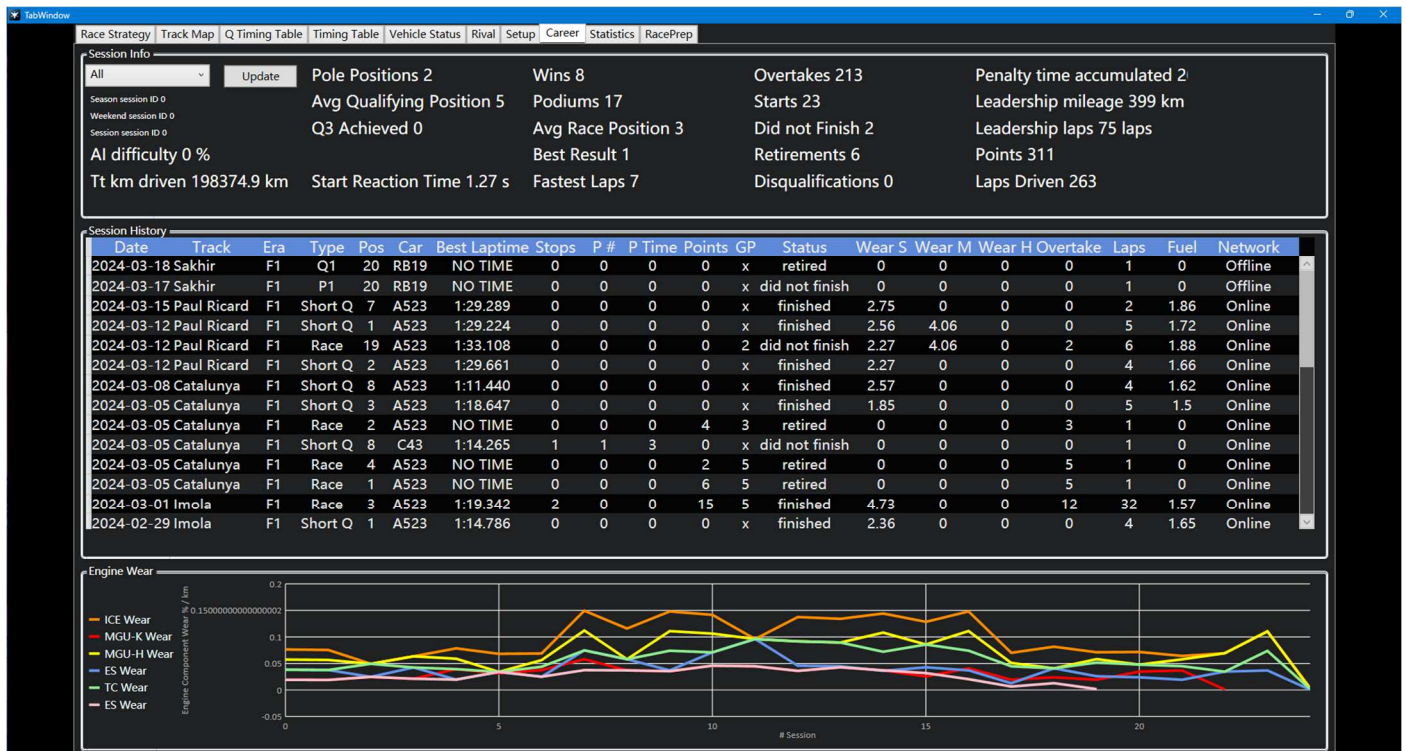 TabWindow
Race Strategy Track Map Q Timing Table Timing Table Vehicle Status Rival Setup Career Statistics RacePrep
Session Info
All Update Pole Positions 2 Wins 8 Overtakes 213 Penalty time accumulated 2
Season session ID 0 Avg Qualifying Position 5 Podiums 17 Starts 23 Leadership mileage 399 km
Weekend session ID 0
Session session ID 0 Q3 Achieved 0 Avg Race Position 3 Did not Finish 2 Leadership laps 75 laps
AI difficulty 0 % Best Result 1 Retirements 6 Points 311
Tt km driven 198374.9 km Start Reaction Time 1.27 s Fastest Laps 7 Disqualifications 0 Laps Driven 263
Session History
Date Track Era Type Pos Car Best Laptime Stops P # P Time Points GP Status Wear S Wear M Wear H Overtake Laps Fuel Network
2024-03-18 Sakhir F1 Q1 20 RB19 NO TIME 0 0 0 0 x retired 0 0 0 0 1 0 Offline
2024-03-17 Sakhir F1 P1 20 RB19 NO TIME 0 0 0 0 x did not finish 0 0 0 0 1 0 Offline
2024-03-15 Paul Ricard F1 Short Q 7 A523 1:29.289 0 0 0 0 x finished 2.75 0 0 0 2 1.86 Online
2024-03-12 Paul Ricard F1 Short Q 1 A523 1:29.224 0 0 0 0 x finished 2.56 4.06 0 0 5 1.72 Online
2024-03-12 Paul Ricard F1 Race 19 A523 1:33.108 0 0 0 0 2 did not finish 2.27 4.06 0 2 6 1.88 Online
2024-03-12 Paul Ricard F1 Short Q 2 A523 1:29.661 0 0 0 0 x finished 2.27 0 0 0 4 1.66 Online
2024-03-08 Catalunya F1 Short Q 8 A523 1:11.440 0 0 0 0 x finished 2.57 0 0 0 4 1.62 Online
2024-03-05 Catalunya F1 Short Q 3 A523 1:18.647 0 0 0 0 x finished 1.85 0 0 0 5 1.5 Online
2024-03-05 Catalunya F1 Race 2 A523 NO TIME 0 0 0 4 3 retired 0 0 0 3 1 0 Online
2024-03-05 Catalunya F1 Short Q 8 C43 1:14.265 1 1 3 0 x did not finish 0 0 0 0 1 0 Online
2024-03-05 Catalunya F1 Race 4 A523 NO TIME 0 0 0 2 5 retired 0 0 0 5 1 0 Online
2024-03-05 Catalunya F1 Race 1 A523 NO TIME 0 0 0 6 5 retired 0 0 0 5 1 0 Online
2024-03-01 Imola F1 Race 3 A523 1:19.342 2 0 0 15 5 finished 4.73 0 0 12 32 1.57 Online
2024-02-29 Imola F1 Short Q 1 A523 1:14.786 0 0 0 0 x finished 2.36 0 0 0 4 1.65 Online
Engine Wear
ICE Wear
MGU-K Wear
MGU-H Wear
ES Wear
TC Wear
ES Wear
Engine Component Wear % / km
0.2
0.15000000000000002
0.1
0.05
0
-0.05
0 5 10 15 20
# Session